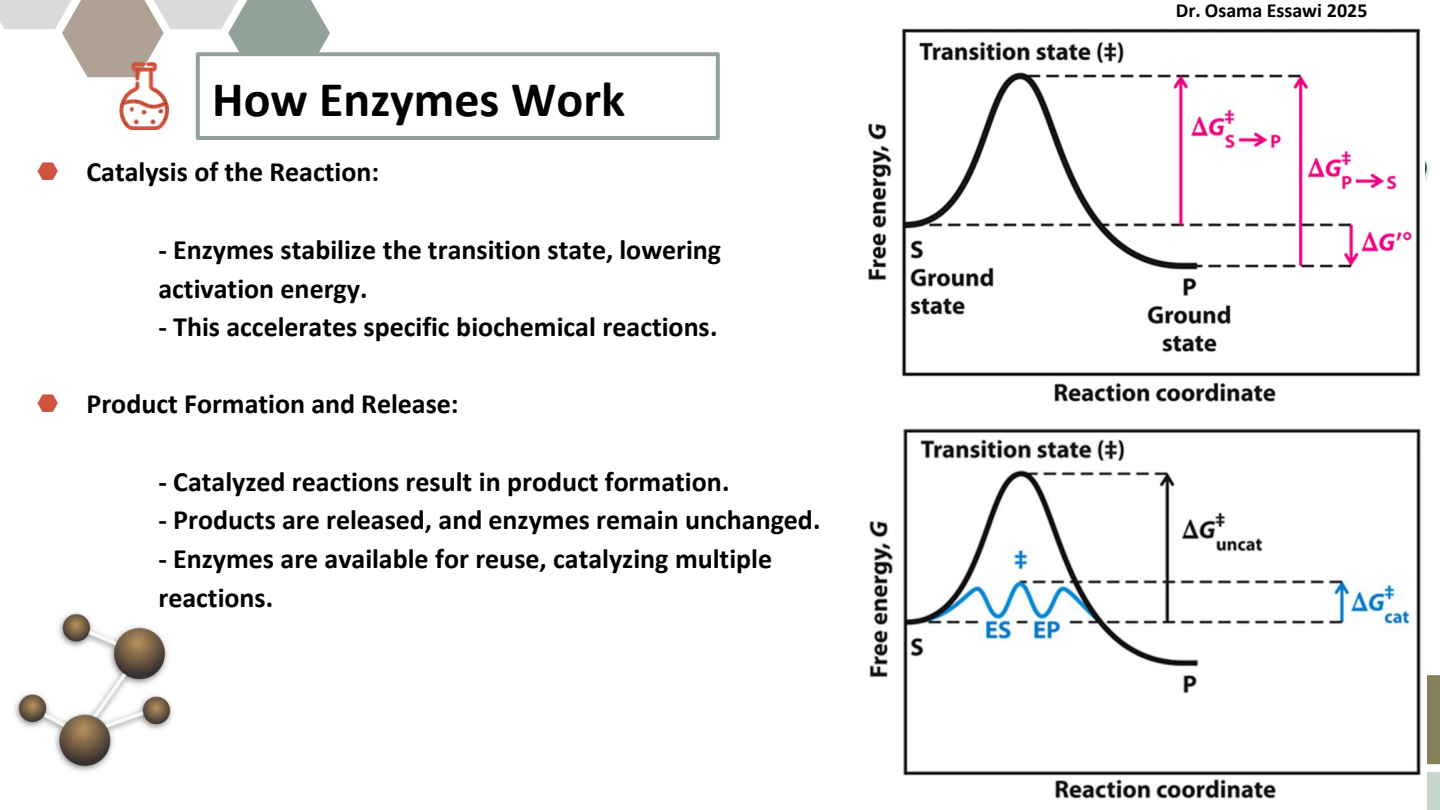 Dr. Osama Essawi 2025
How Enzymes Work
Catalysis of the Reaction:
- Enzymes stabilize the transition state, lowering
activation energy.
- This accelerates specific biochemical reactions.
Product Formation and Release:
- Catalyzed reactions result in product formation.
- Products are released, and enzymes remain unchanged.
- Enzymes are available for reuse, catalyzing multiple
reactions.
Transition state (‡)
Free energy, G
ΔG‡S→P
ΔG‡P→S
ΔG′°
S
Ground
state
P
Ground
state
Reaction coordinate
Transition state (‡)
Free energy, G
ΔG‡uncat
‡
ΔG‡cat
ES
EP
S
P
Reaction coordinate